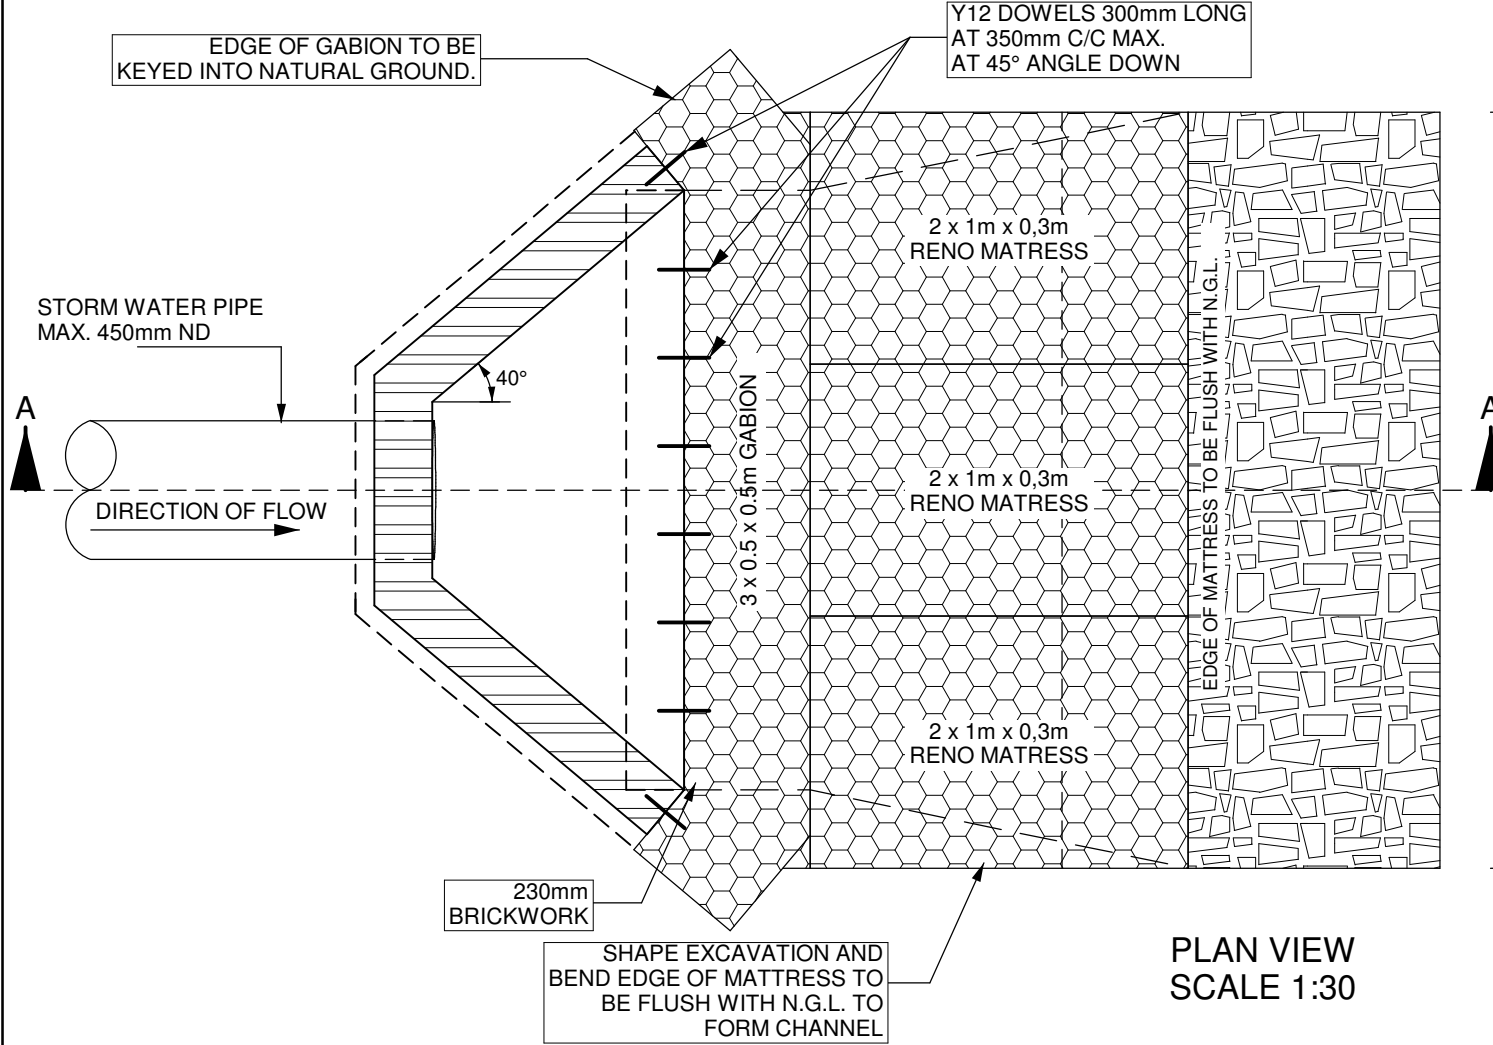 EDGE OF GABION TO BE
KEYED INTO NATURAL GROUND.
Y12 DOWELS 300mm LONG
AT 350mm C/C MAX.
AT 45° ANGLE DOWN
STORM WATER PIPE
MAX. 450mm ND
40°
A
A
DIRECTION OF FLOW
3 x 0.5 x 0.5m GABION
2 x 1m x 0,3m
RENO MATRESS
2 x 1m x 0,3m
RENO MATRESS
2 x 1m x 0,3m
RENO MATRESS
EDGE OF MATTRESS TO BE FLUSH WITH N.G.L.
230mm
BRICKWORK
SHAPE EXCAVATION AND
BEND EDGE OF MATTRESS TO
BE FLUSH WITH N.G.L. TO
FORM CHANNEL
PLAN VIEW
SCALE 1:30